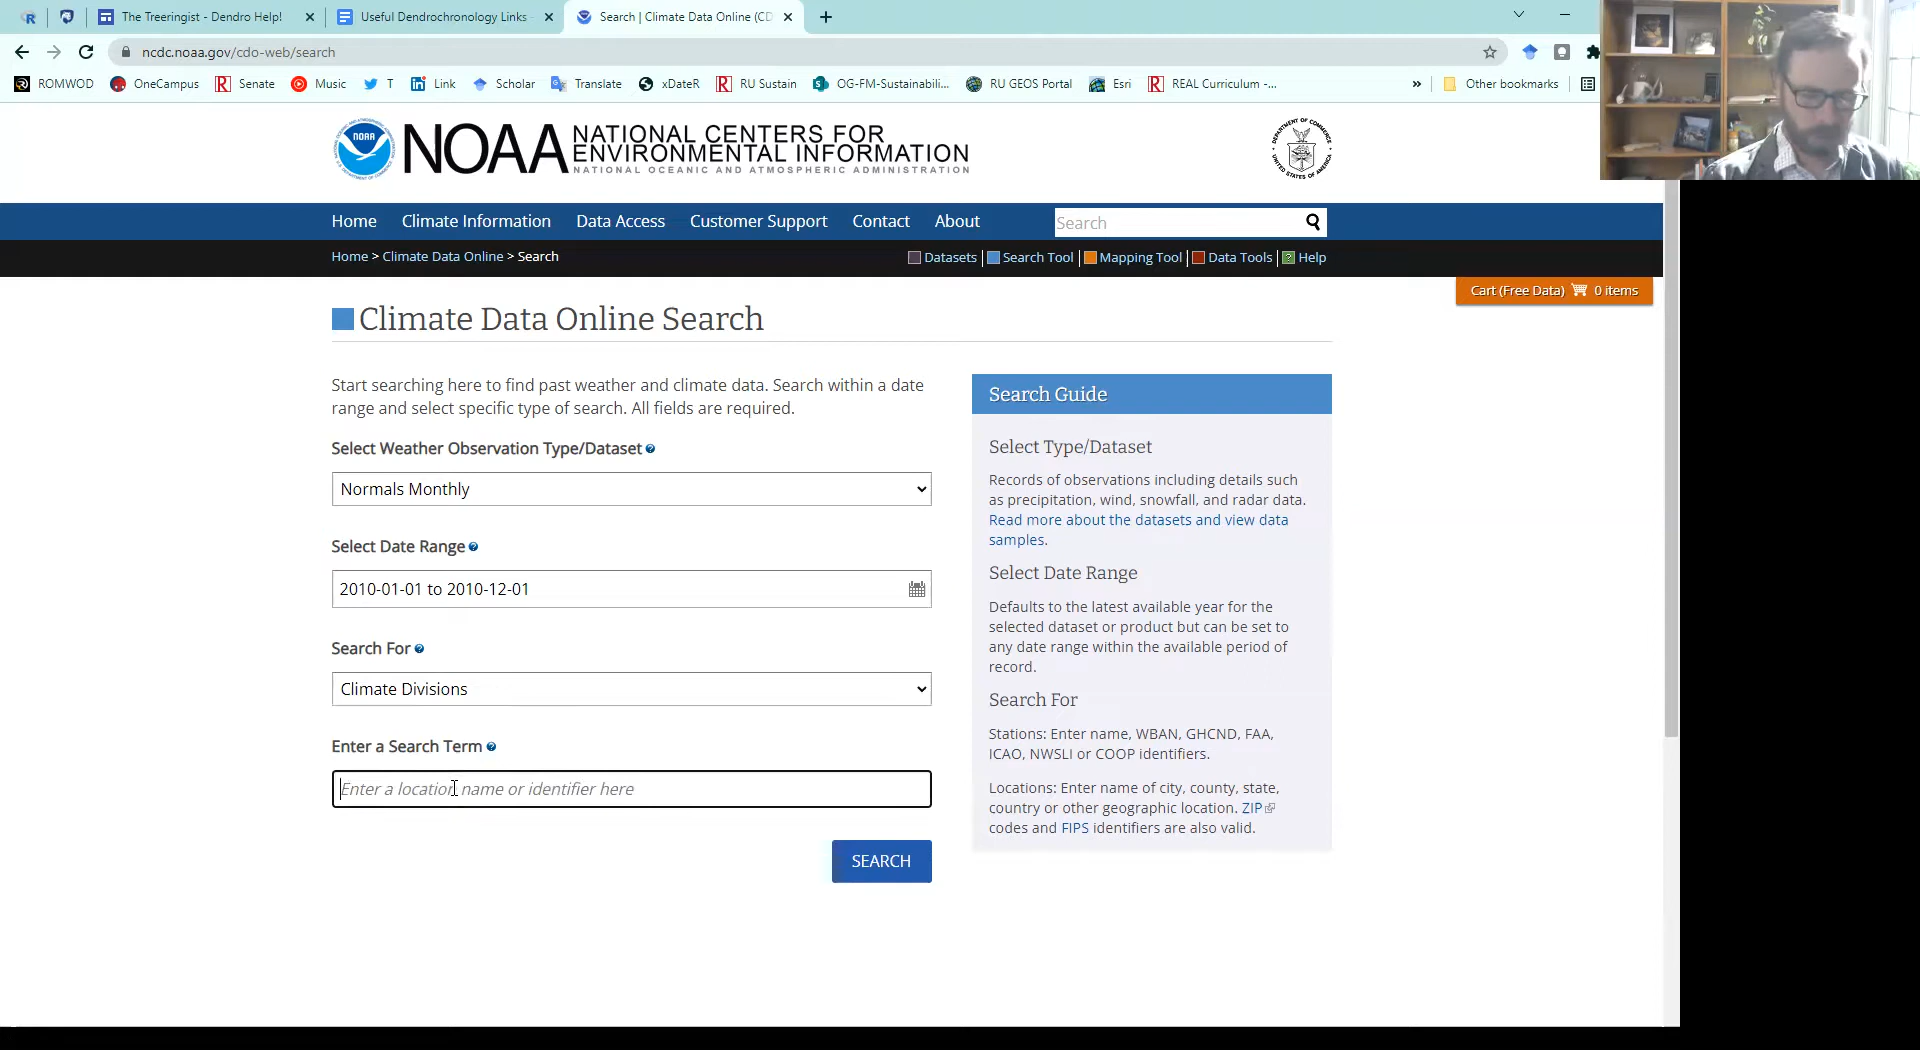 The Treeringist - Dendro Help!
Useful Dendrochronology Links -
Search | Climate Data Online (CD
ncdc.noaa.gov/cdo-web/search
ROMWOD
OneCampus
Senate
Music
T
Link
Scholar
Translate
xDateR
RU Sustain
OG-FM-Sustainabili...
RU GEOS Portal
Esri
REAL Curriculum -...
»
Other bookmarks
NOAA
NOAA
NATIONAL CENTERS FOR
ENVIRONMENTAL INFORMATION
NATIONAL OCEANIC AND ATMOSPHERIC ADMINISTRATION
DEPARTMENT OF COMMERCE
UNITED STATES OF AMERICA
Home Climate Information Data Access Customer Support Contact About
Search
Home > Climate Data Online > Search
Datasets | Search Tool | Mapping Tool | Data Tools | ? Help
Cart (Free Data) 0 items
Climate Data Online Search
Start searching here to find past weather and climate data. Search within a date
range and select specific type of search. All fields are required.
Select Weather Observation Type/Dataset ?
Normals Monthly
Select Date Range ?
2010-01-01 to 2010-12-01
Search For ?
Climate Divisions
Enter a Search Term ?
Enter a location name or identifier here
SEARCH
Search Guide
Select Type/Dataset
Records of observations including details such
as precipitation, wind, snowfall, and radar data.
Read more about the datasets and view data
samples.
Select Date Range
Defaults to the latest available year for the
selected dataset or product but can be set to
any date range within the available period of
record.
Search For
Stations: Enter name, WBAN, GHCND, FAA,
ICAO, NWSLI or COOP identifiers.
Locations: Enter name of city, county, state,
country or other geographic location. ZIP
codes and FIPS identifiers are also valid.